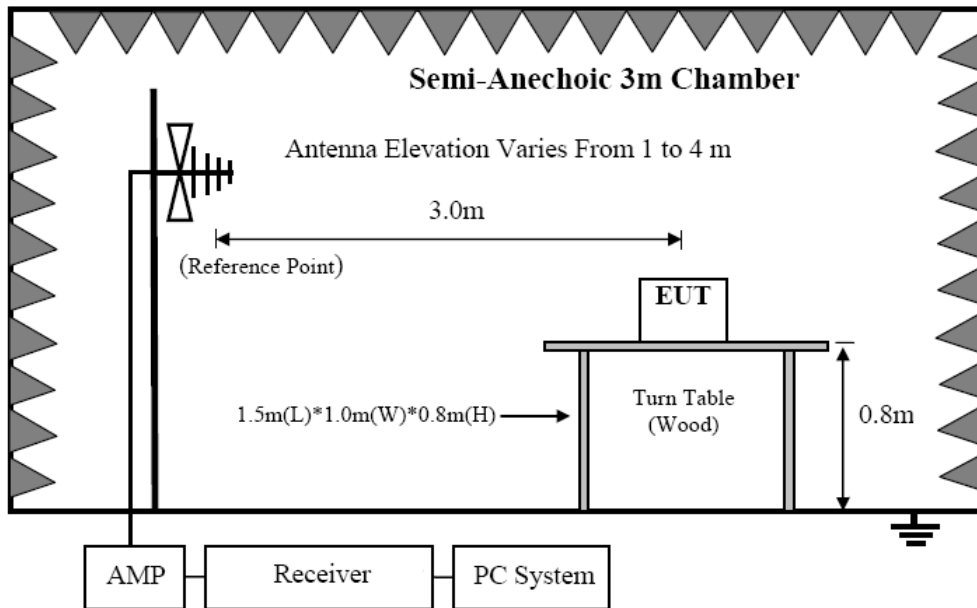 Semi-Anechoic 3m Chamber
Antenna Elevation Varies From 1 to 4 m
3.0m
(Reference Point)
EUT
1.5m(L)*1.0m(W)*0.8m(H)
Turn Table
(Wood)
0.8m
AMP
Receiver
PC System